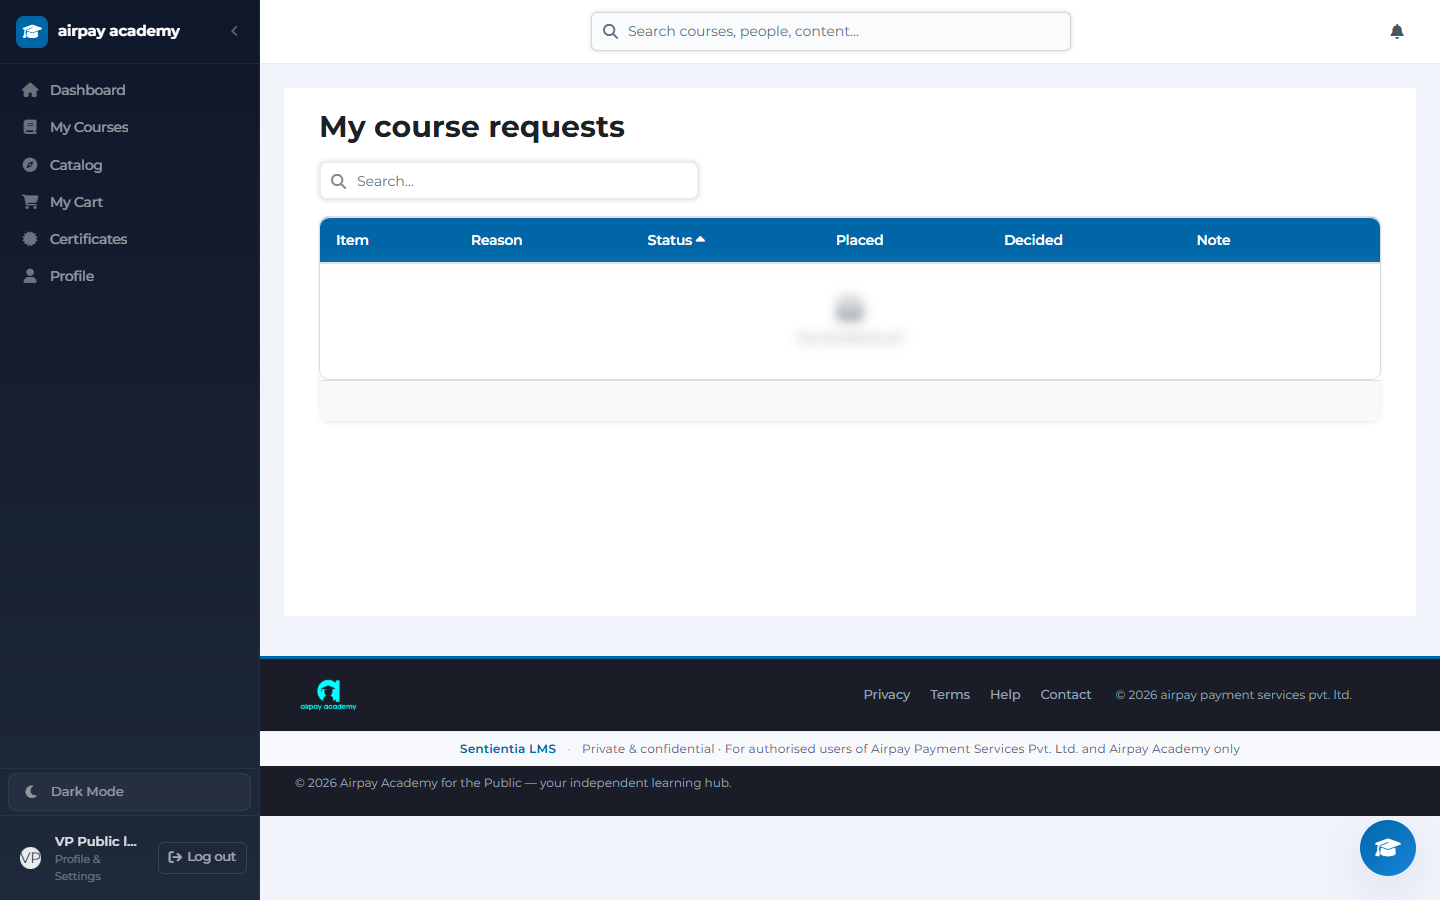 airpay academy
Search courses, people, content...
Dashboard
My Courses
Catalog
My Cart
Certificates
Profile
My course requests
Search...
Item Reason Status Placed Decided Note
airpay academy
Privacy Terms Help Contact © 2026 airpay payment services pvt. ltd.
Sentientia LMS · Private & confidential · For authorised users of Airpay Payment Services Pvt. Ltd. and Airpay Academy only
© 2026 Airpay Academy for the Public — your independent learning hub.
Dark Mode
VP
VP Public l...
Profile &
Settings
Log out